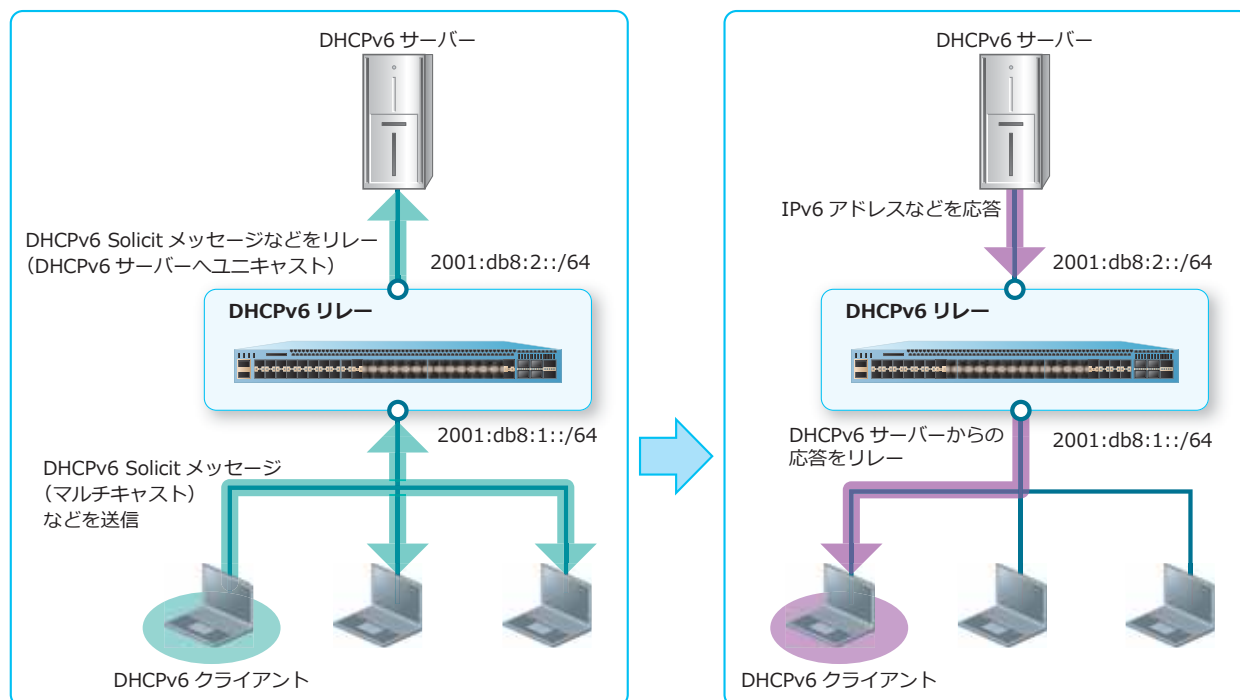 DHCPv6 サーバー
DHCPv6 Solicit メッセージなどをリレー
（DHCPv6 サーバーへユニキャスト）
2001:db8:2::/64
DHCPv6 リレー
2001:db8:1::/64
DHCPv6 Solicit メッセージ
（マルチキャスト）
などを送信
DHCPv6 クライアント
DHCPv6 サーバー
IPv6 アドレスなどを応答
2001:db8:2::/64
DHCPv6 リレー
DHCPv6 サーバーからの
応答をリレー
2001:db8:1::/64
DHCPv6 クライアント